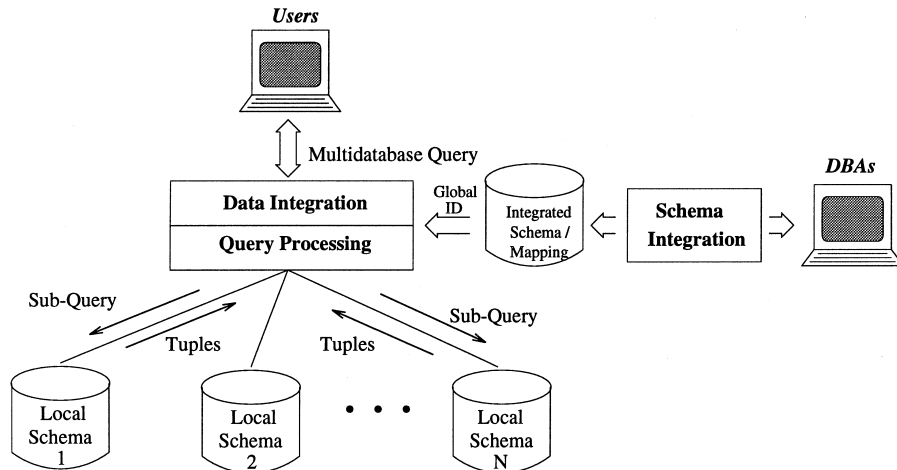 Users
Multidatabase Query
DBAs
Data Integration
Query Processing
Global
ID
Integrated
Schema /
Mapping
Schema
Integration
Sub-Query
Tuples
Tuples
Sub-Query
Local
Schema
1
Local
Schema
2
Local
Schema
N